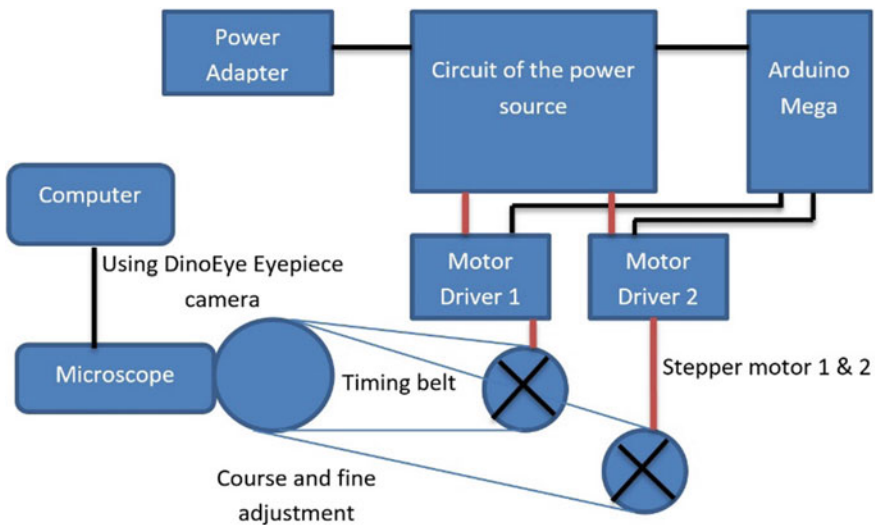 Power
Adapter
Circuit of the power
source
Arduino
Mega
Computer
Using DinoEye Eyepiece
camera
Motor
Driver 1
Motor
Driver 2
Microscope
Timing belt
Stepper motor 1 & 2
Course and fine
adjustment